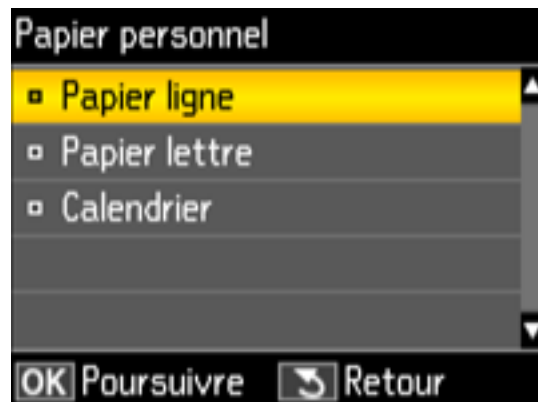 Papier personnel
Papier ligne
Papier lettre
Calendrier
OK Poursuivre Retour